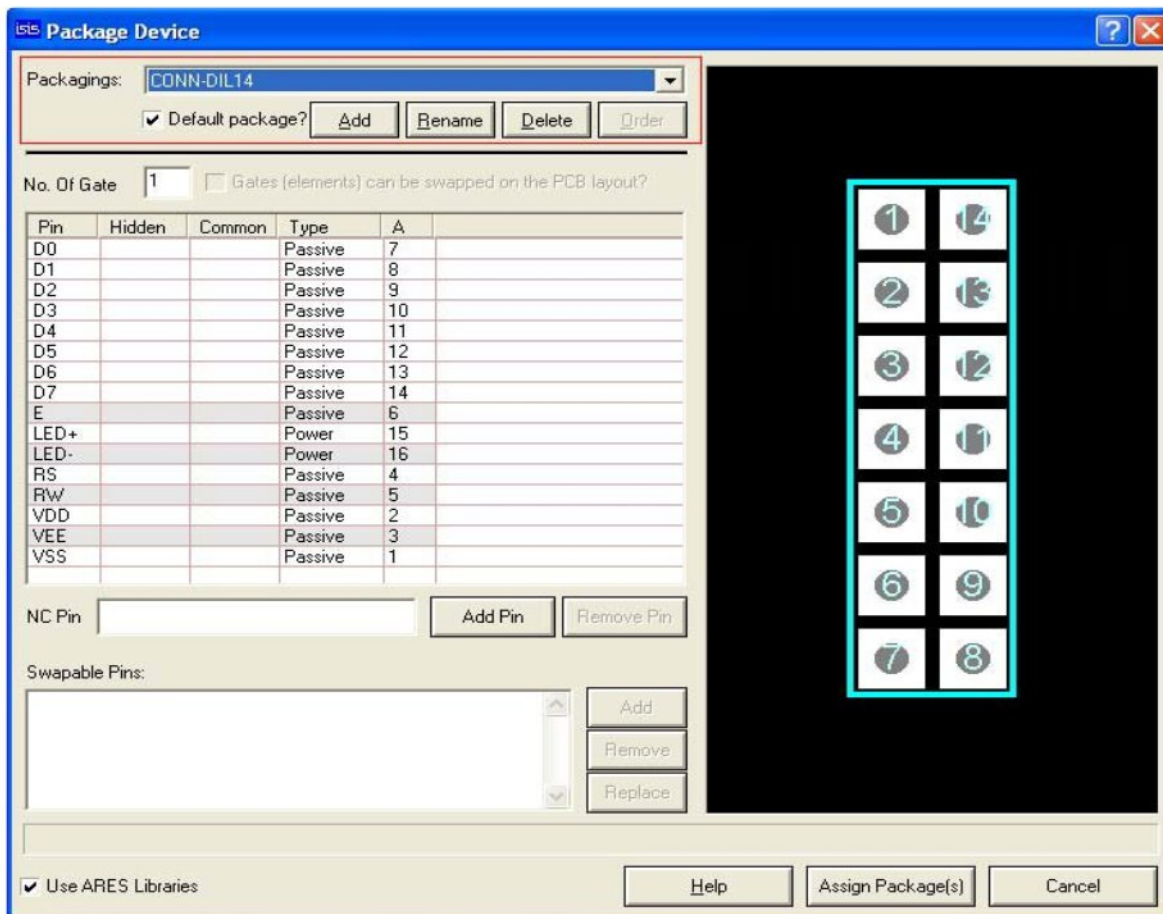 isis Package Device
Packagings: CONN-DIL14
Default package? Add Rename Delete Order
No. Of Gate 1 Gates (elements) can be swapped on the PCB layout?
Pin Hidden Common Type A
D0 Passive 7
D1 Passive 8
D2 Passive 9
D3 Passive 10
D4 Passive 11
D5 Passive 12
D6 Passive 13
D7 Passive 14
E Passive 6
LED+ Power 15
LED- Power 16
RS Passive 4
RW Passive 5
VDD Passive 2
VEE Passive 3
VSS Passive 1
NC Pin Add Pin Remove Pin
Swapable Pins:
Add
Remove
Replace
1 14
2 13
3 12
4 11
5 10
6 9
7 8
Use ARES Libraries Help Assign Package(s) Cancel